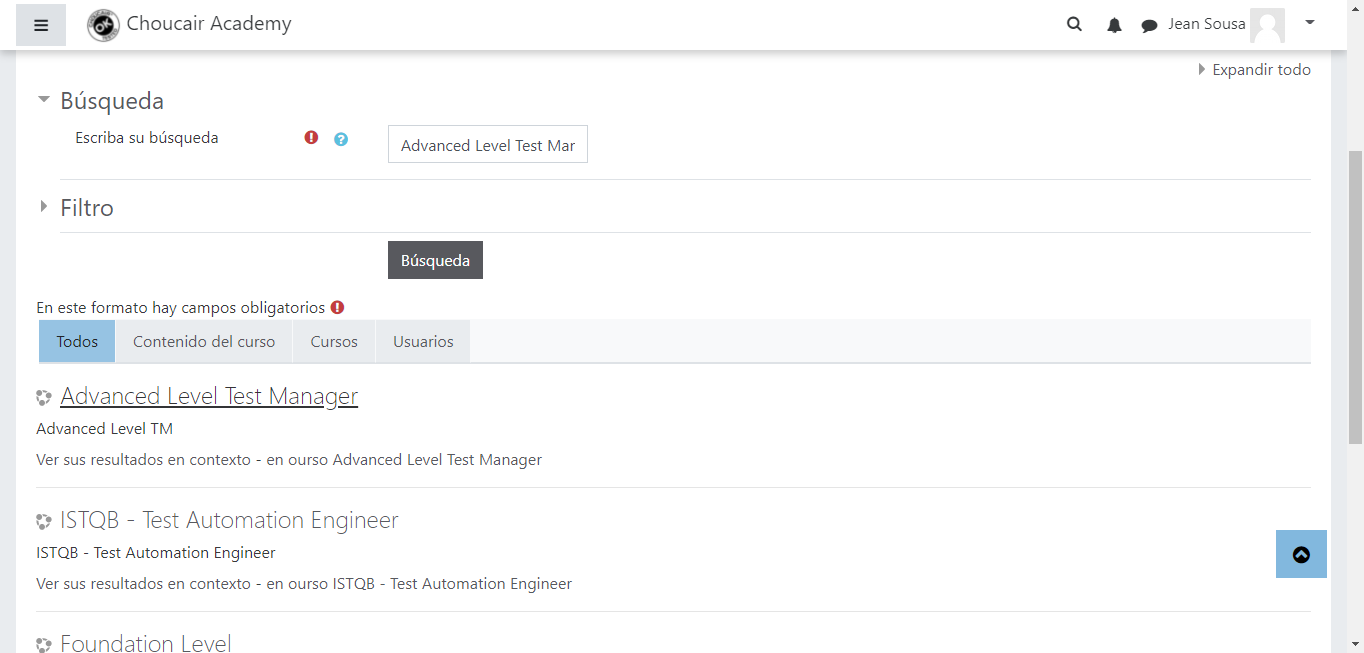 Choucair Academy
Jean Sousa
Expandir todo
Búsqueda
Escriba su búsqueda
Advanced Level Test Mar
Filtro
Búsqueda
En este formato hay campos obligatorios
Todos Contenido del curso Cursos Usuarios
Advanced Level Test Manager
Advanced Level TM
Ver sus resultados en contexto - en ourso Advanced Level Test Manager
ISTQB - Test Automation Engineer
ISTQB - Test Automation Engineer
Ver sus resultados en contexto - en ourso ISTQB - Test Automation Engineer
Foundation Level